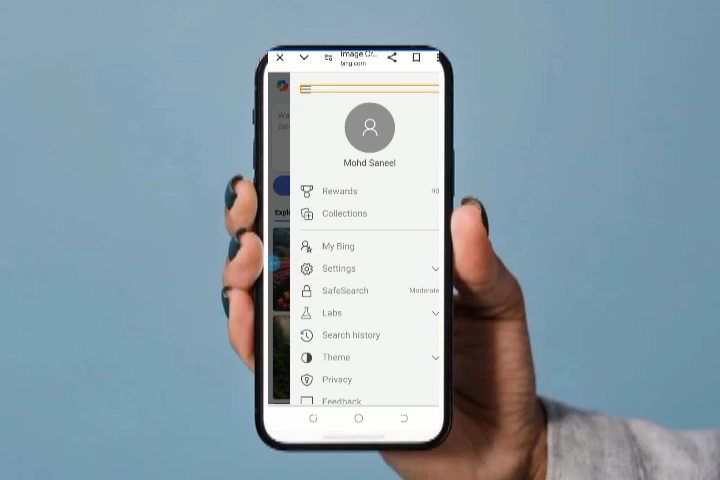 Image Cr...
bing.com
Mohd Saneel
Rewards
90
Collections
My Bing
Settings
SafeSearch
Moderate
Labs
Search history
Theme
Privacy
Feedback